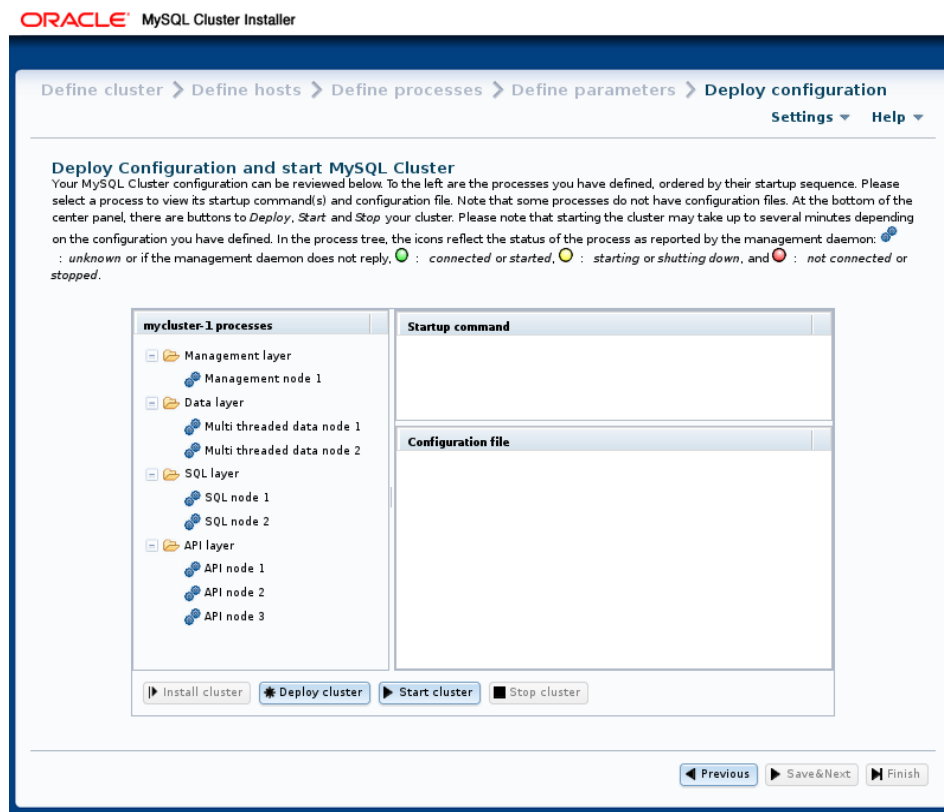 ORACLE MySQL Cluster Installer
Define cluster Define hosts Define processes Define parameters Deploy configuration
Settings Help
Deploy Configuration and start MySQL Cluster
Your MySQL Cluster configuration can be reviewed below. To the left are the processes you have defined, ordered by their startup sequence. Please
select a process to view its startup command(s) and configuration file. Note that some processes do not have configuration files. At the bottom of the
center panel, there are buttons to Deploy, Start and Stop your cluster. Please note that starting the cluster may take up to several minutes depending
on the configuration you have defined. In the process tree, the icons reflect the status of the process as reported by the management daemon:
: unknown or if the management daemon does not reply, : connected or started, : starting or shutting down, and : not connected or
stopped.
mycluster-1 processes
Management layer
Management node 1
Data layer
Multi threaded data node 1
Multi threaded data node 2
SQL layer
SQL node 1
SQL node 2
API layer
API node 1
API node 2
API node 3
Startup command
Configuration file
Install cluster Deploy cluster Start cluster Stop cluster
Previous Save&Next Finish